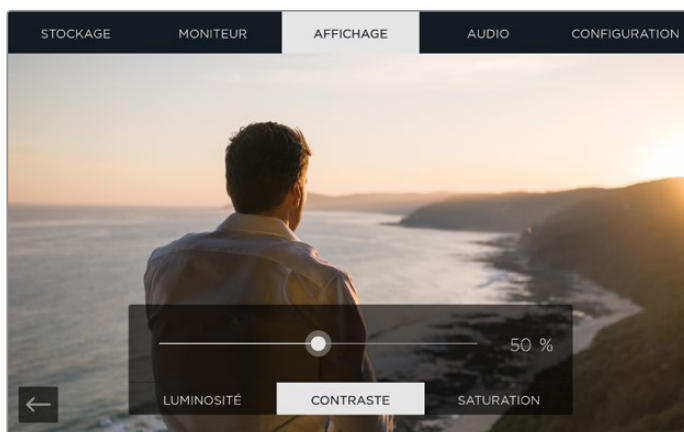 STOCKAGE MONITEUR AFFICHAGE AUDIO CONFIGURATION
50 %
LUMINOSITÉ CONTRASTE SATURATION